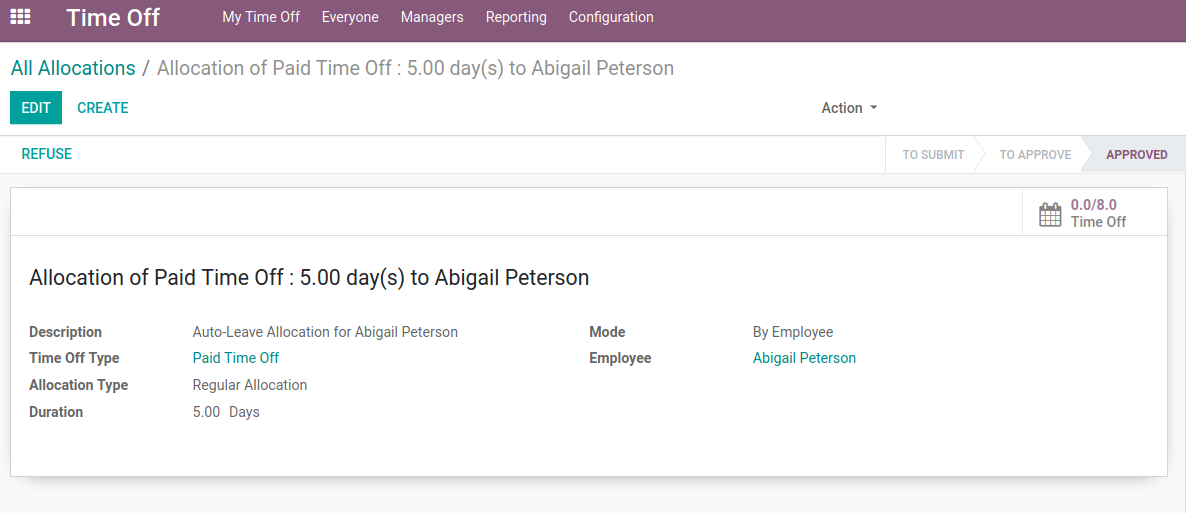 Time Off My Time Off Everyone Managers Reporting Configuration
All Allocations / Allocation of Paid Time Off : 5.00 day(s) to Abigail Peterson
EDIT CREATE Action
REFUSE TO SUBMIT TO APPROVE APPROVED
0.0/8.0
Time Off
Allocation of Paid Time Off : 5.00 day(s) to Abigail Peterson
Description Auto-Leave Allocation for Abigail Peterson Mode By Employee
Time Off Type Paid Time Off Employee Abigail Peterson
Allocation Type Regular Allocation
Duration 5.00 Days